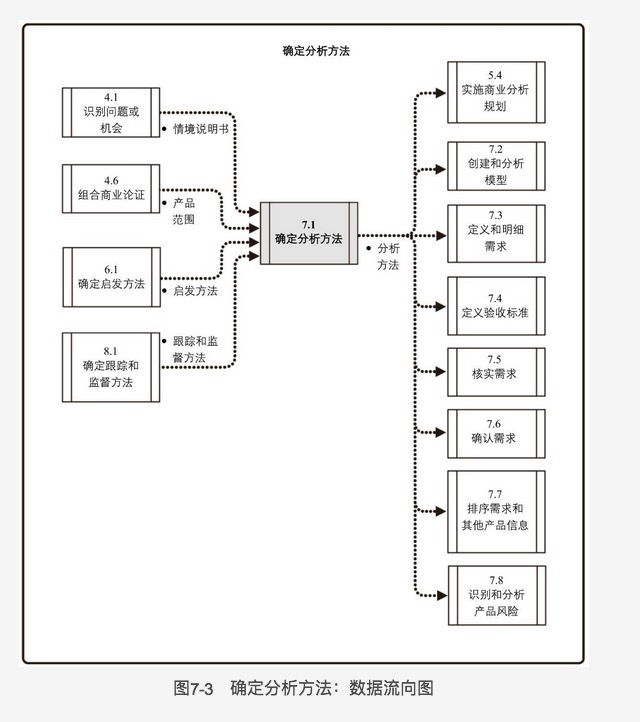 确定分析方法
4.1
识别问题或
机会
• 情境说明书
4.6
组合商业论证
• 产品
范围
6.1
确定启发方法
• 启发方法
8.1
确定跟踪和
监督方法
• 跟踪和监
督方法
7.1
确定分析方法
• 分析
方法
5.4
实施商业分析
规划
7.2
创建和分析
模型
7.3
定义和明细
需求
7.4
定义验收标准
7.5
核实需求
7.6
确认需求
7.7
排序需求和
其他产品信息
7.8
识别和分析
产品风险
图7-3 确定分析方法：数据流向图